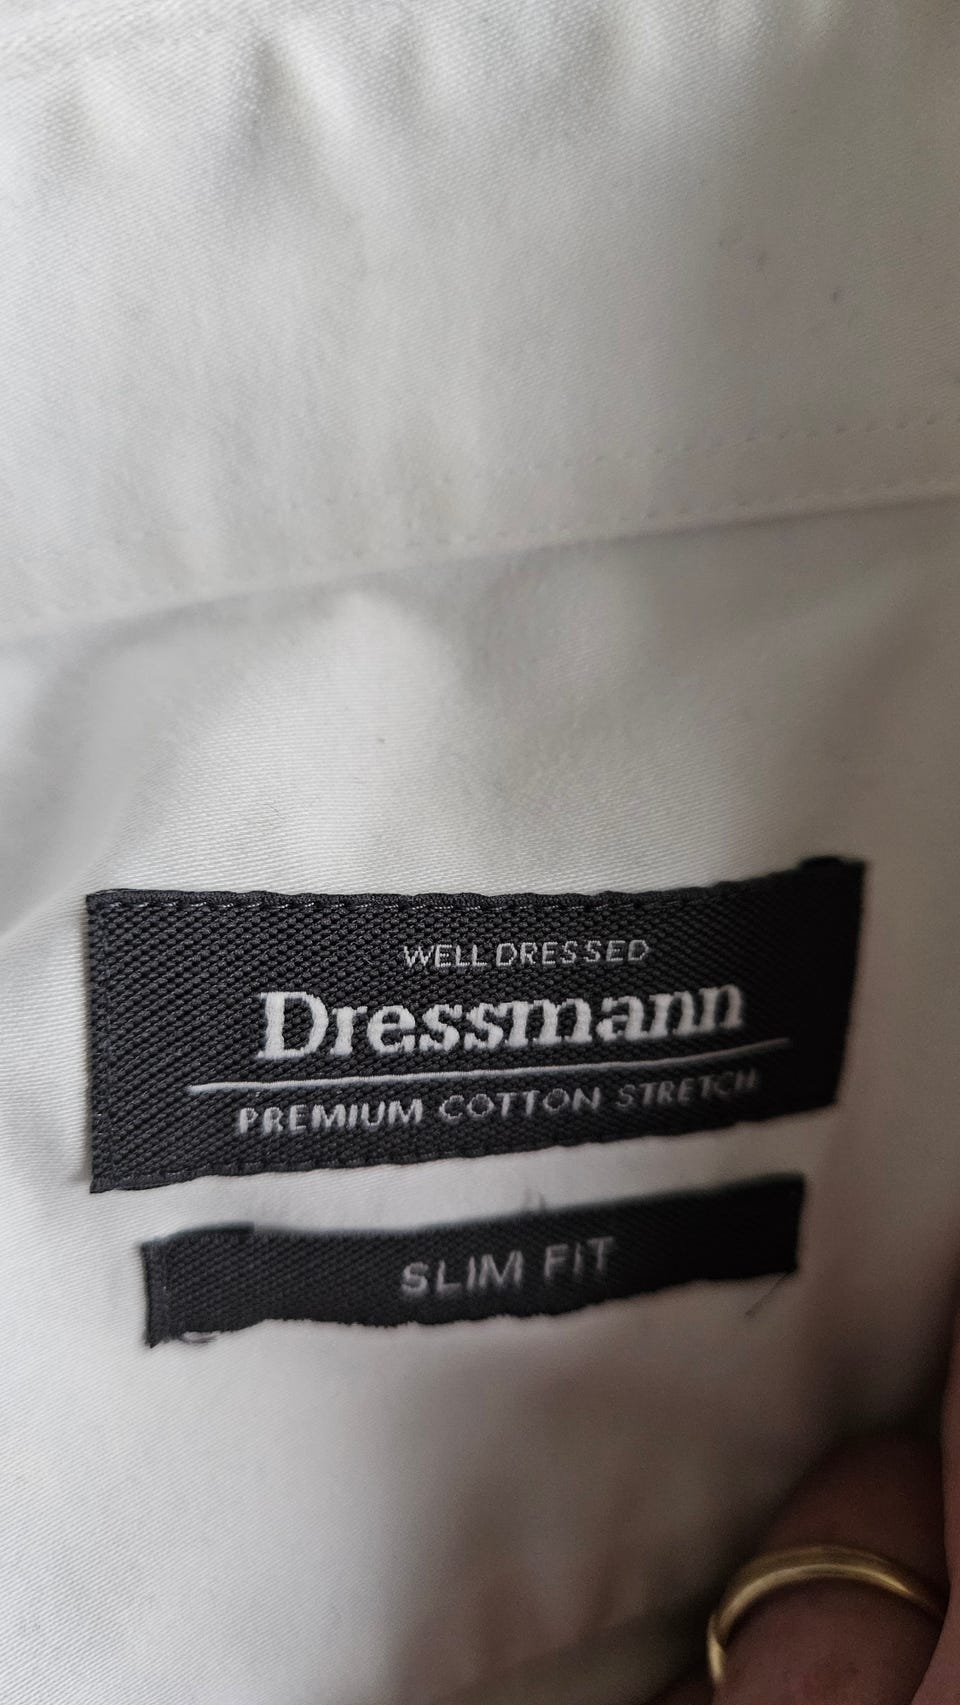 WELL DRESSED
Dressmann
PREMIUM COTTON STRETCH
SLIM FIT